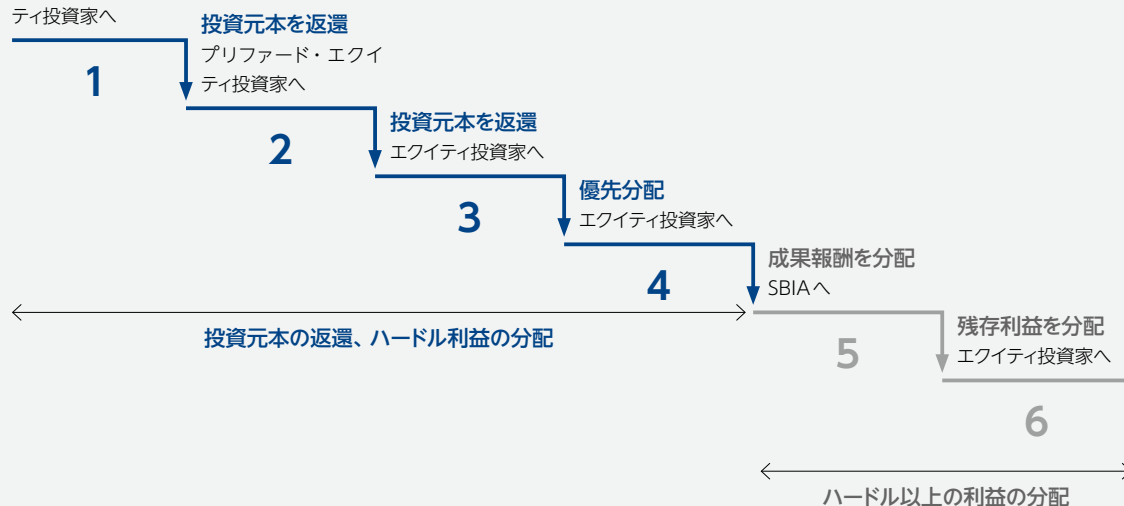 ティ投資家へ
1
投資元本を返還
プリファード・エクイ
ティ投資家へ
2
投資元本を返還
エクイティ投資家へ
3
優先分配
エクイティ投資家へ
4
成果報酬を分配
SBIAへ
5
残存利益を分配
エクイティ投資家へ
6
投資元本の返還、ハードル利益の分配
ハードル以上の利益の分配